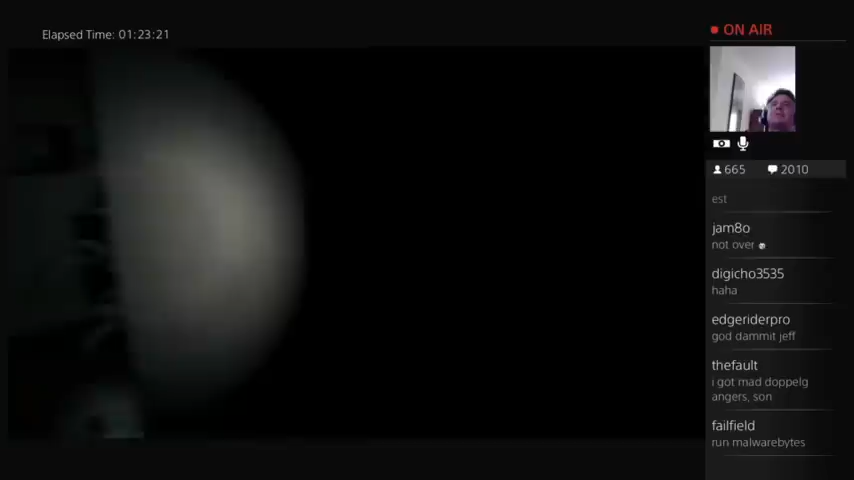 Elapsed Time: 01:23:21
ON AIR
665 2010
est
jam8o
not over
digicho3535
haha
edgeriderpro
god dammit jeff
thefault
i got mad doppelg
angers, son
failfield
run malwarebytes